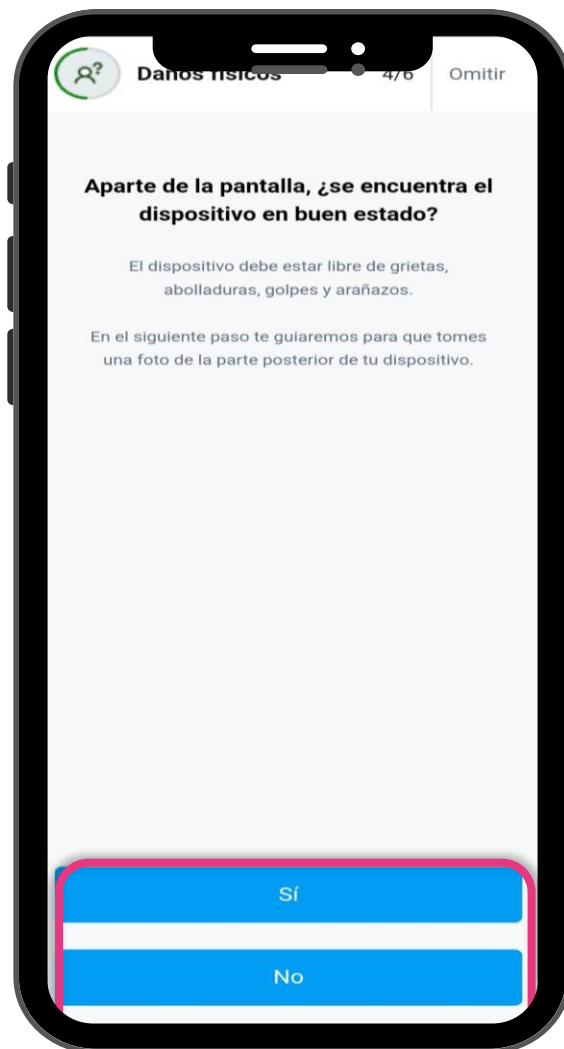 Daños físicos 4/6 Omitir
Aparte de la pantalla, ¿se encuentra el
dispositivo en buen estado?
El dispositivo debe estar libre de grietas,
abolladuras, golpes y arañazos.
En el siguiente paso te guiaremos para que tomes
una foto de la parte posterior de tu dispositivo.
Sí
No